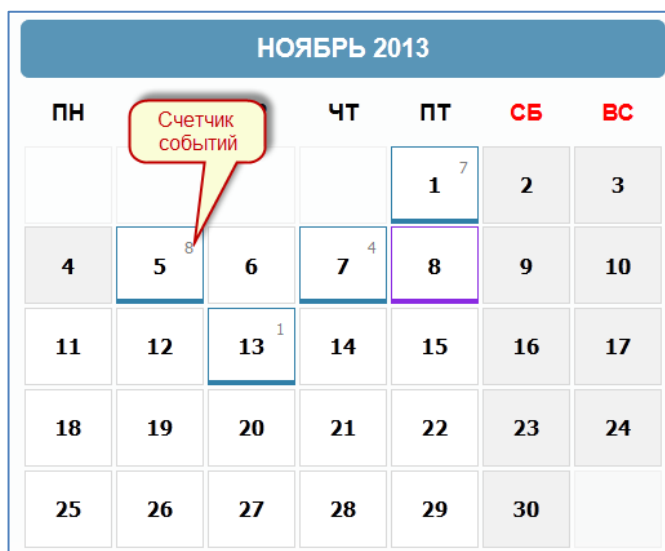 НОЯБРЬ 2013
ПН ЧТ ПТ СБ ВС
Счетчик
событий
1 7 2 3
4 5 8 6 7 4 8 9 10
11 12 13 1 14 15 16 17
18 19 20 21 22 23 24
25 26 27 28 29 30